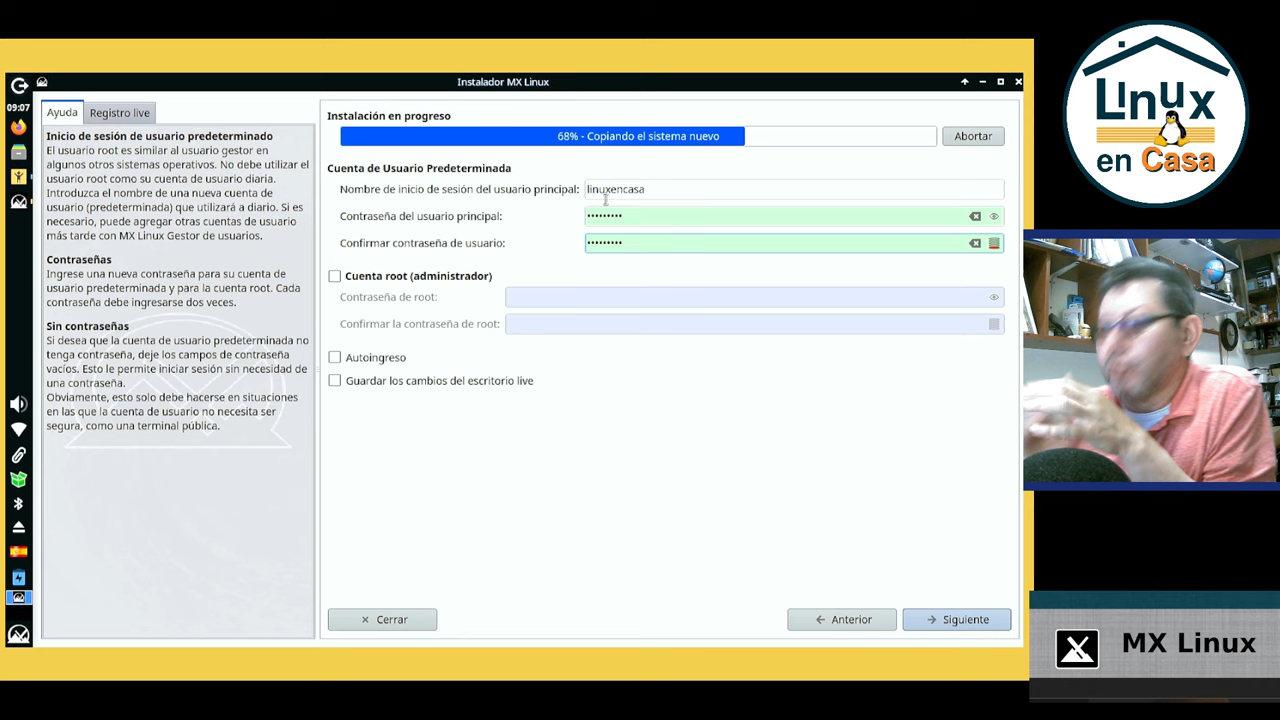 Instalador MX Linux
09:07
Ayuda
Registro live
Inicio de sesión de usuario predeterminado
El usuario root es similar al usuario gestor en
algunos otros sistemas operativos. No debe utilizar el
usuario root como su cuenta de usuario diaria.
Introduzca el nombre de una nueva cuenta de
usuario (predeterminada) que utilizará a diario. Si es
necesario, puede agregar otras cuentas de usuario
más tarde con MX Linux Gestor de usuarios.
Contraseñas
Ingrese una nueva contraseña para su cuenta de
usuario predeterminada y para la cuenta root. Cada
contraseña debe ingresarse dos veces.
Sin contraseñas
Si desea que la cuenta de usuario predeterminada no
tenga contraseña, deje los campos de contraseña
vacíos. Esto le permite iniciar sesión sin necesidad de
una contraseña.
Obviamente, esto solo debe hacerse en situaciones
en las que la cuenta de usuario no necesita ser
segura, como una terminal pública.
Instalación en progreso
68% - Copiando el sistema nuevo
Abortar
Cuenta de Usuario Predeterminada
Nombre de inicio de sesión del usuario principal: linuxencasa
Contraseña del usuario principal: •••••••••
Confirmar contraseña de usuario: •••••••••
Cuenta root (administrador)
Contraseña de root:
Confirmar la contraseña de root:
Autoingreso
Guardar los cambios del escritorio live
Cerrar
Anterior
Siguiente
LInux
en Casa
MX Linux